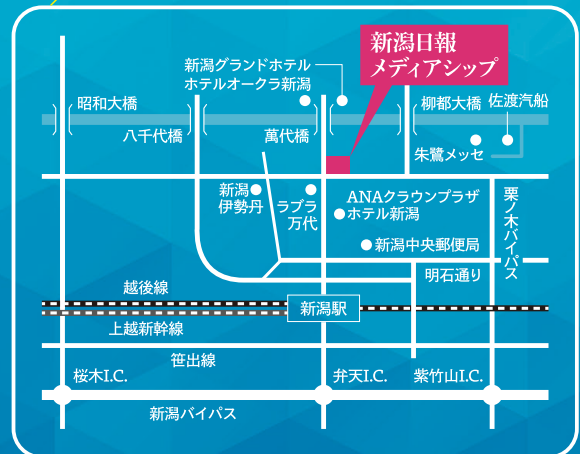 新潟日報
メディアシップ
新潟グランドホテル
ホテルオークラ新潟
昭和大橋
八千代橋
萬代橋
柳都大橋
佐渡汽船
朱鷺メッセ
新潟
伊勢丹
ラブラ
万代
ANAクラウンプラザ
ホテル新潟
新潟中央郵便局
栗ノ木バイパス
明石通り
越後線
新潟駅
上越新幹線
笹出線
桜木I.C.
弁天I.C.
紫竹山I.C.
新潟バイパス